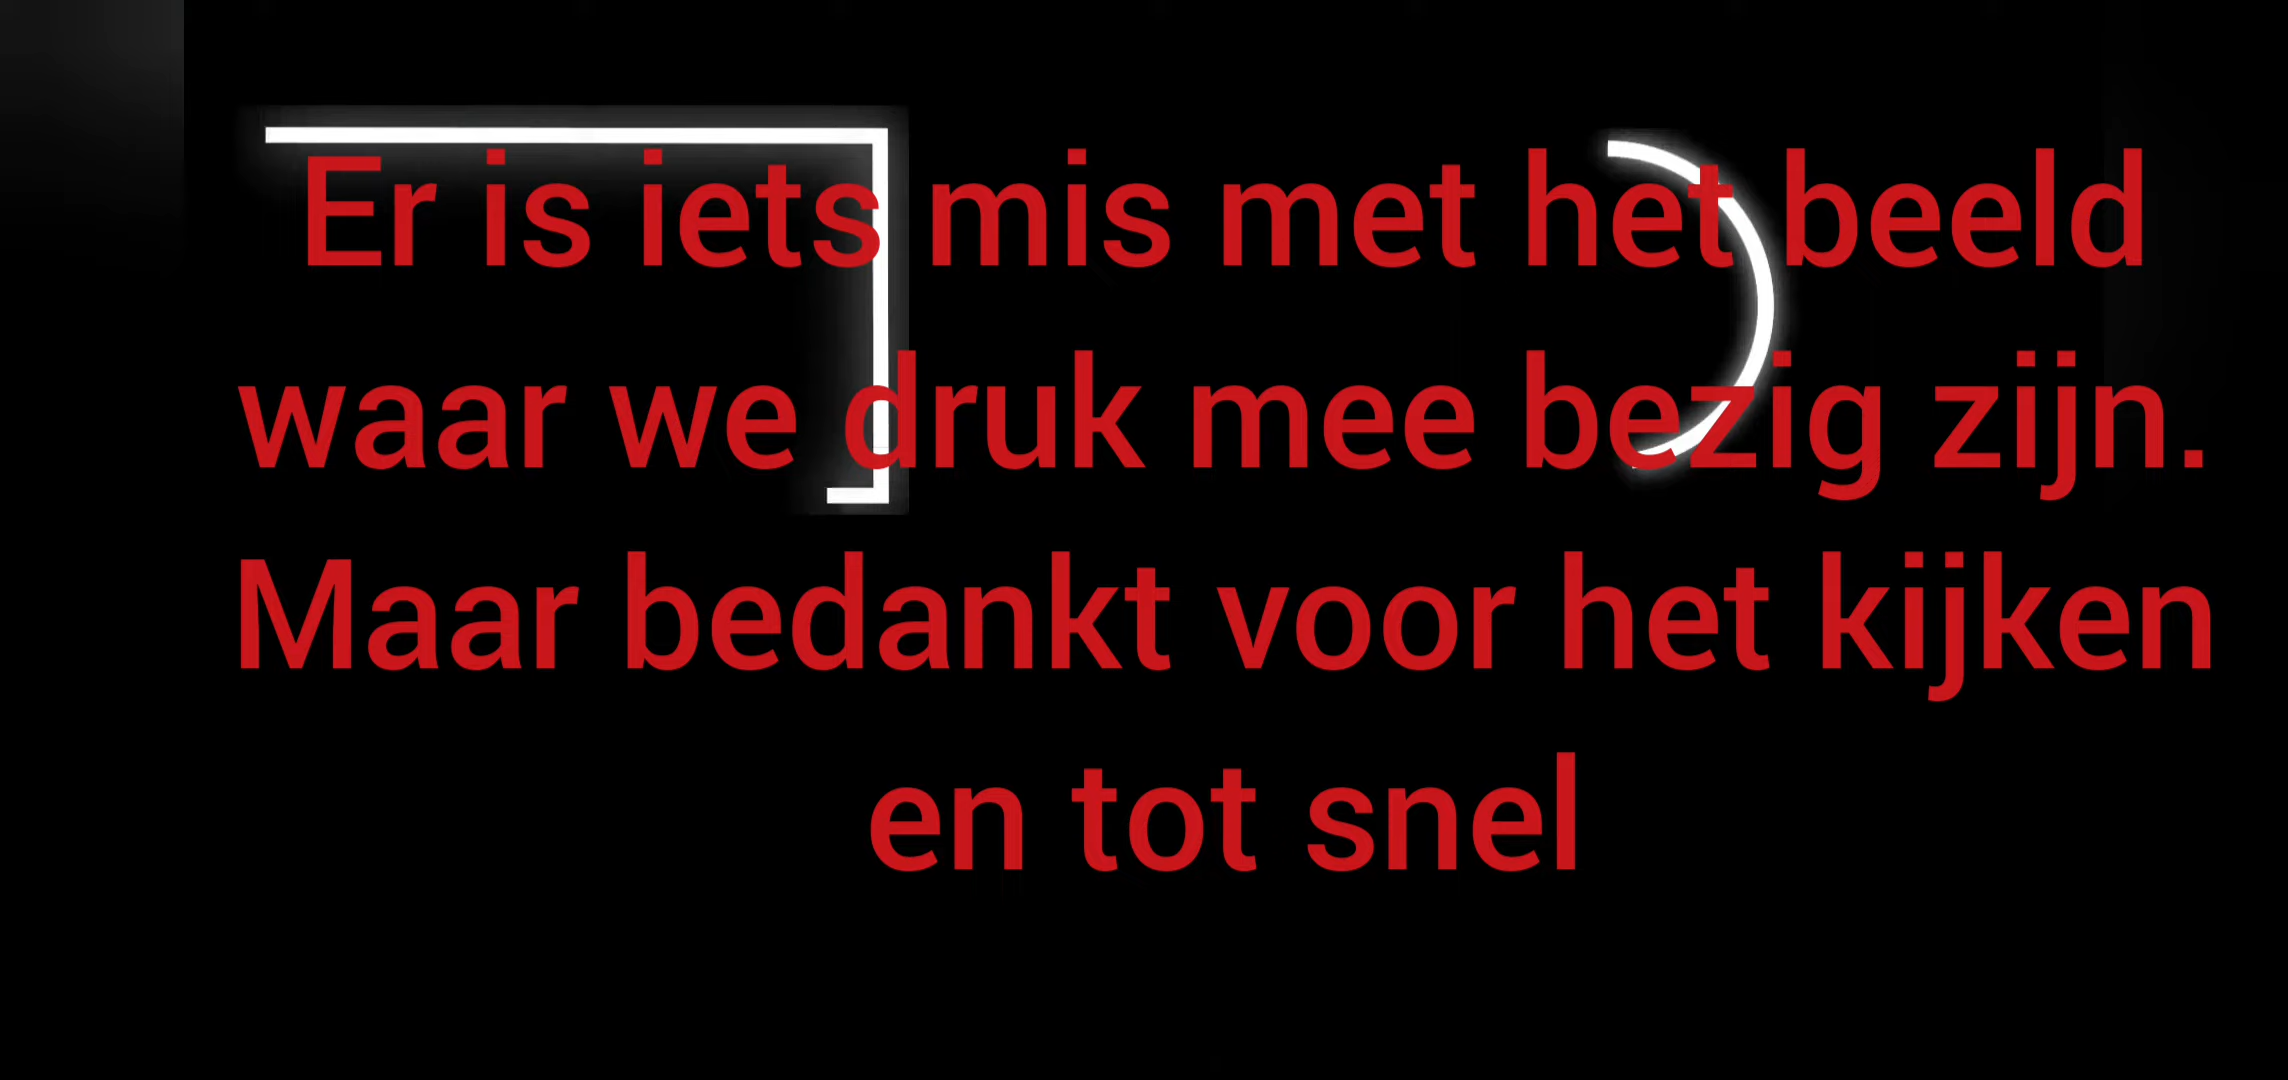 Er is iets mis met het beeld
waar we druk mee bezig zijn.
Maar bedankt voor het kijken
en tot snel